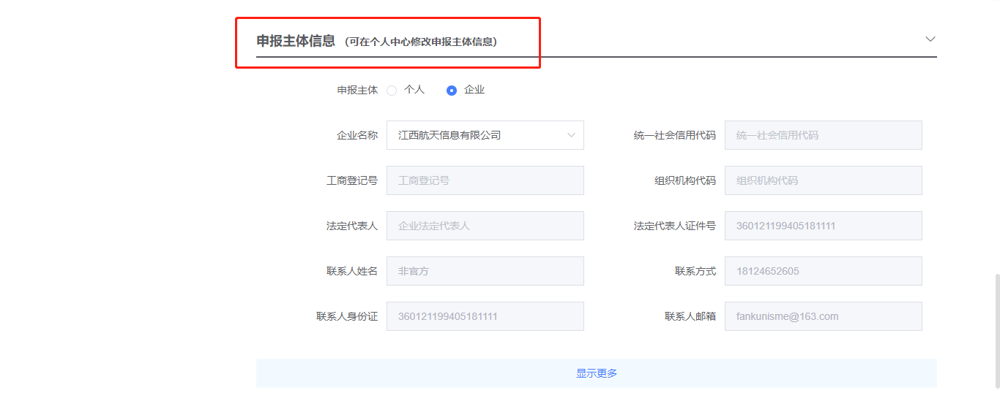 申报主体信息 （可在个人中心修改申报主体信息）
申报主体 个人 企业
企业名称 江西航天信息有限公司 统一社会信用代码 统一社会信用代码
工商登记号 工商登记号 组织机构代码 组织机构代码
法定代表人 企业法定代表人 法定代表人证件号 360121199405181111
联系人姓名 非官方 联系方式 18124652605
联系人身份证 360121199405181111 联系人邮箱 fankunisme@163.com
显示更多